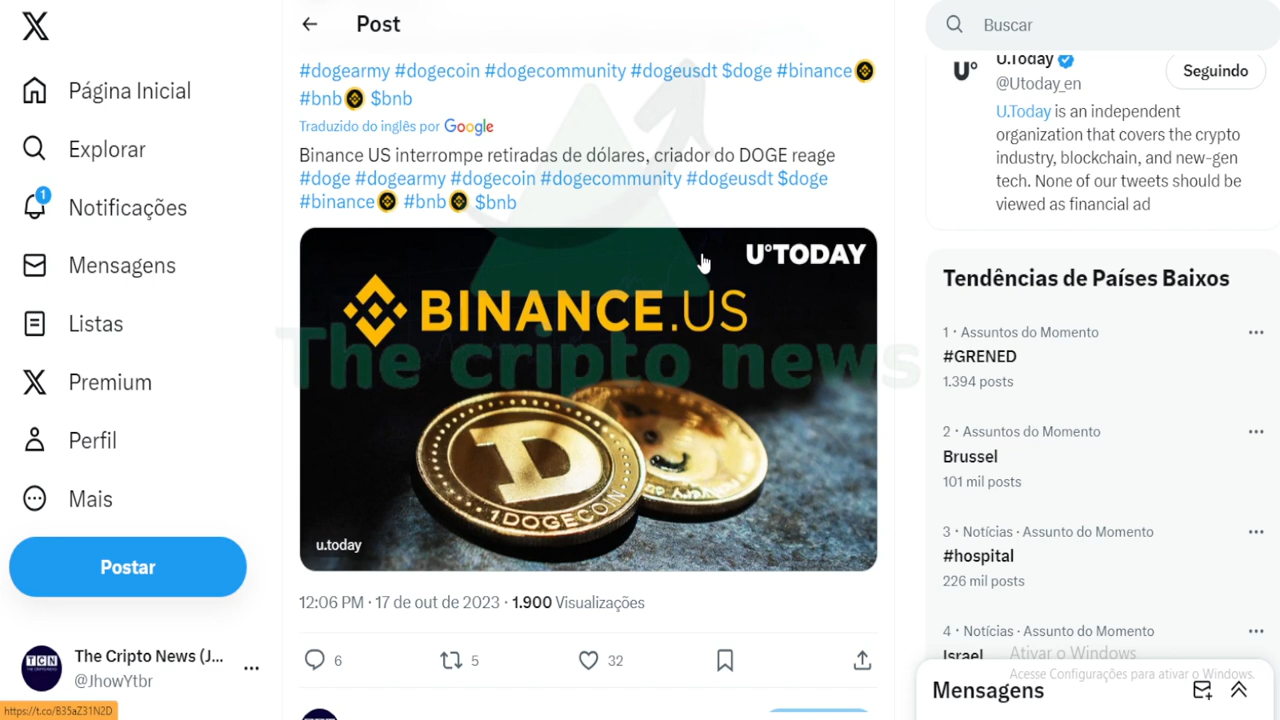 Página Inicial
Explorar
1
Notificações
Mensagens
Listas
Premium
Perfil
Mais
Postar
TCN
The Cripto News (J...
@JhowYtbr
https://t.co/B35aZ31N2D
Post
#dogearmy #dogecoin #dogecommunity #dogeusdt $doge #binance
#bnb $bnb
Traduzido do inglês por Google
Binance US interrompe retiradas de dólares, criador do DOGE reage
#doge #dogearmy #dogecoin #dogecommunity #dogeusdt $doge
#binance #bnb $bnb
U°TODAY
BINANCE.US
The cripto news
D
1DOGECOIN
u.today
12:06 PM · 17 de out de 2023 · 1.900 Visualizações
6 5 32
Buscar
U.Today
@Utoday_en
Seguindo
U.Today is an independent
organization that covers the crypto
industry, blockchain, and new-gen
tech. None of our tweets should be
viewed as financial ad
Tendências de Países Baixos
1 · Assuntos do Momento
#GRENED
1.394 posts
2 · Assuntos do Momento
Brussel
101 mil posts
3 · Notícias · Assunto do Momento
#hospital
226 mil posts
4 · Notícias · Assunto do Momento
Israel
Ativar o Windows
Acesse Configurações para ativar o Windows.
Mensagens